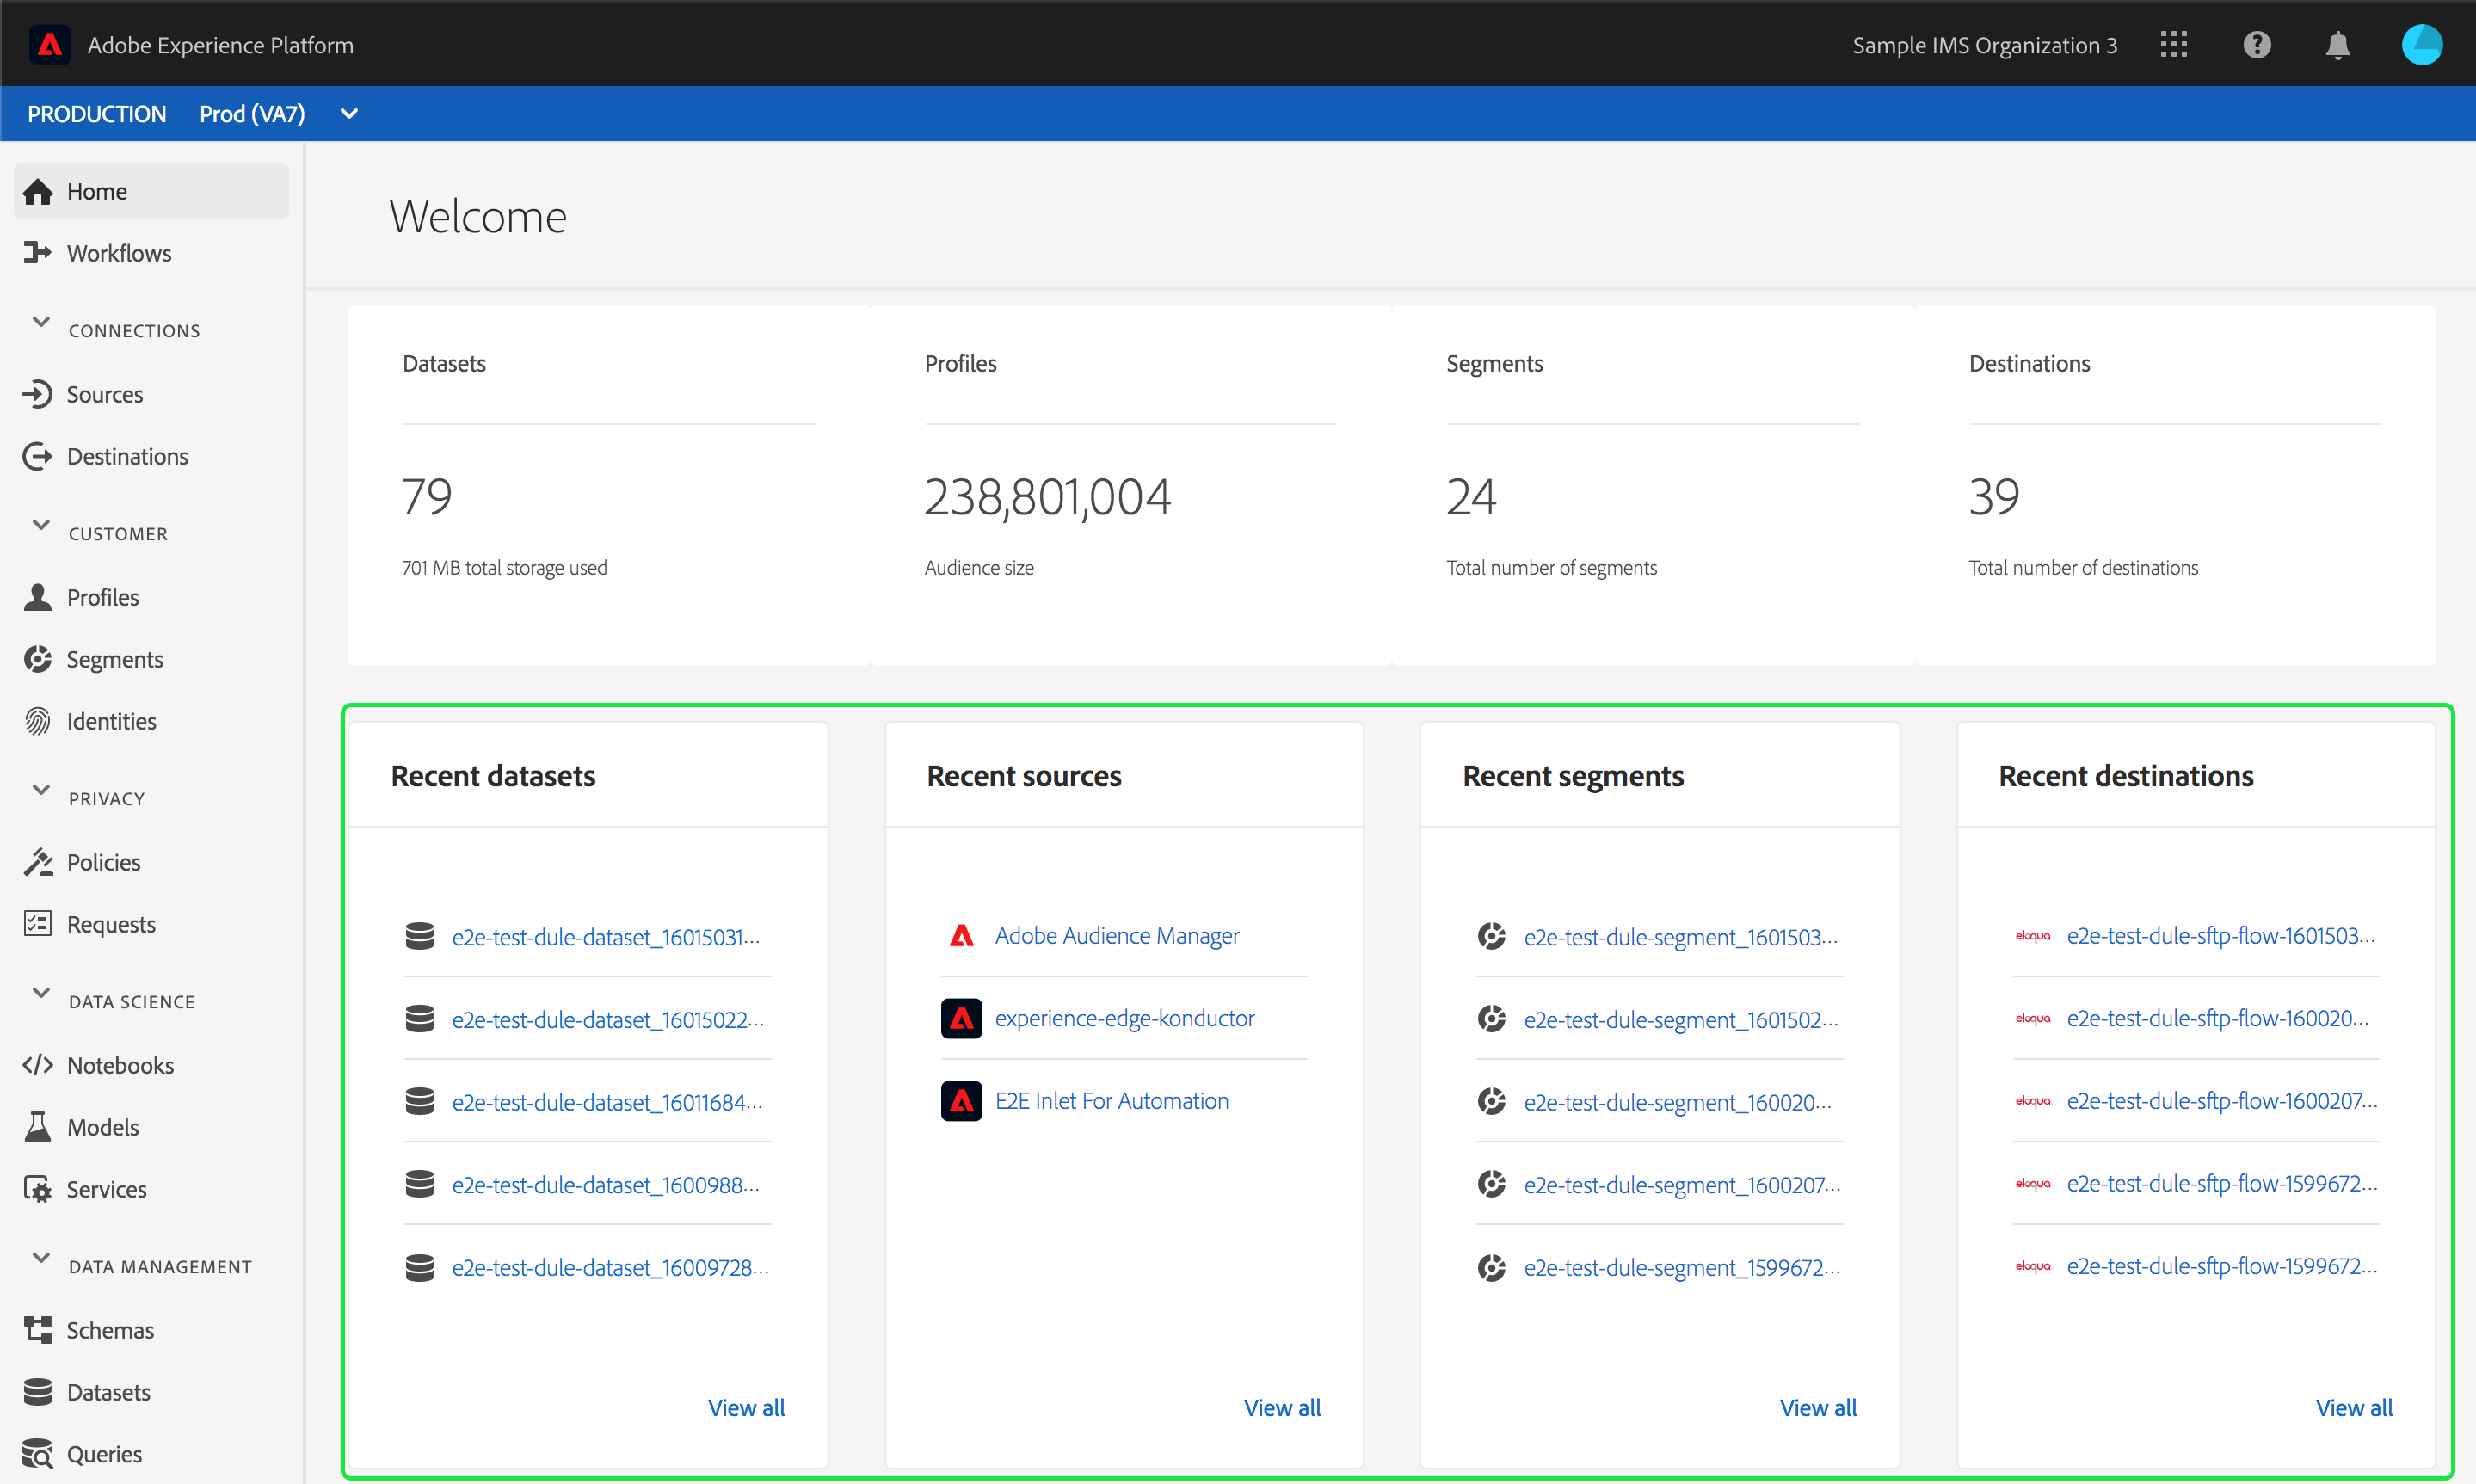 Adobe Experience Platform
Sample IMS Organization 3
PRODUCTION Prod (VA7)
Home
Workflows
CONNECTIONS
Sources
Destinations
CUSTOMER
Profiles
Segments
Identities
PRIVACY
Policies
Requests
DATA SCIENCE
Notebooks
Models
Services
DATA MANAGEMENT
Schemas
Datasets
Queries
Welcome
Datasets
79
701 MB total storage used
Profiles
238,801,004
Audience size
Segments
24
Total number of segments
Destinations
39
Total number of destinations
Recent datasets
e2e-test-dule-dataset_16015031...
e2e-test-dule-dataset_16015022...
e2e-test-dule-dataset_16011684...
e2e-test-dule-dataset_1600988...
e2e-test-dule-dataset_16009728...
View all
Recent sources
Adobe Audience Manager
experience-edge-konductor
E2E Inlet For Automation
View all
Recent segments
e2e-test-dule-segment_1601503...
e2e-test-dule-segment_1601502...
e2e-test-dule-segment_160020...
e2e-test-dule-segment_1600207...
e2e-test-dule-segment_1599672...
View all
Recent destinations
eloqua e2e-test-dule-sftp-flow-1601503...
eloqua e2e-test-dule-sftp-flow-160020...
eloqua e2e-test-dule-sftp-flow-1600207...
eloqua e2e-test-dule-sftp-flow-1599672...
eloqua e2e-test-dule-sftp-flow-1599672...
View all